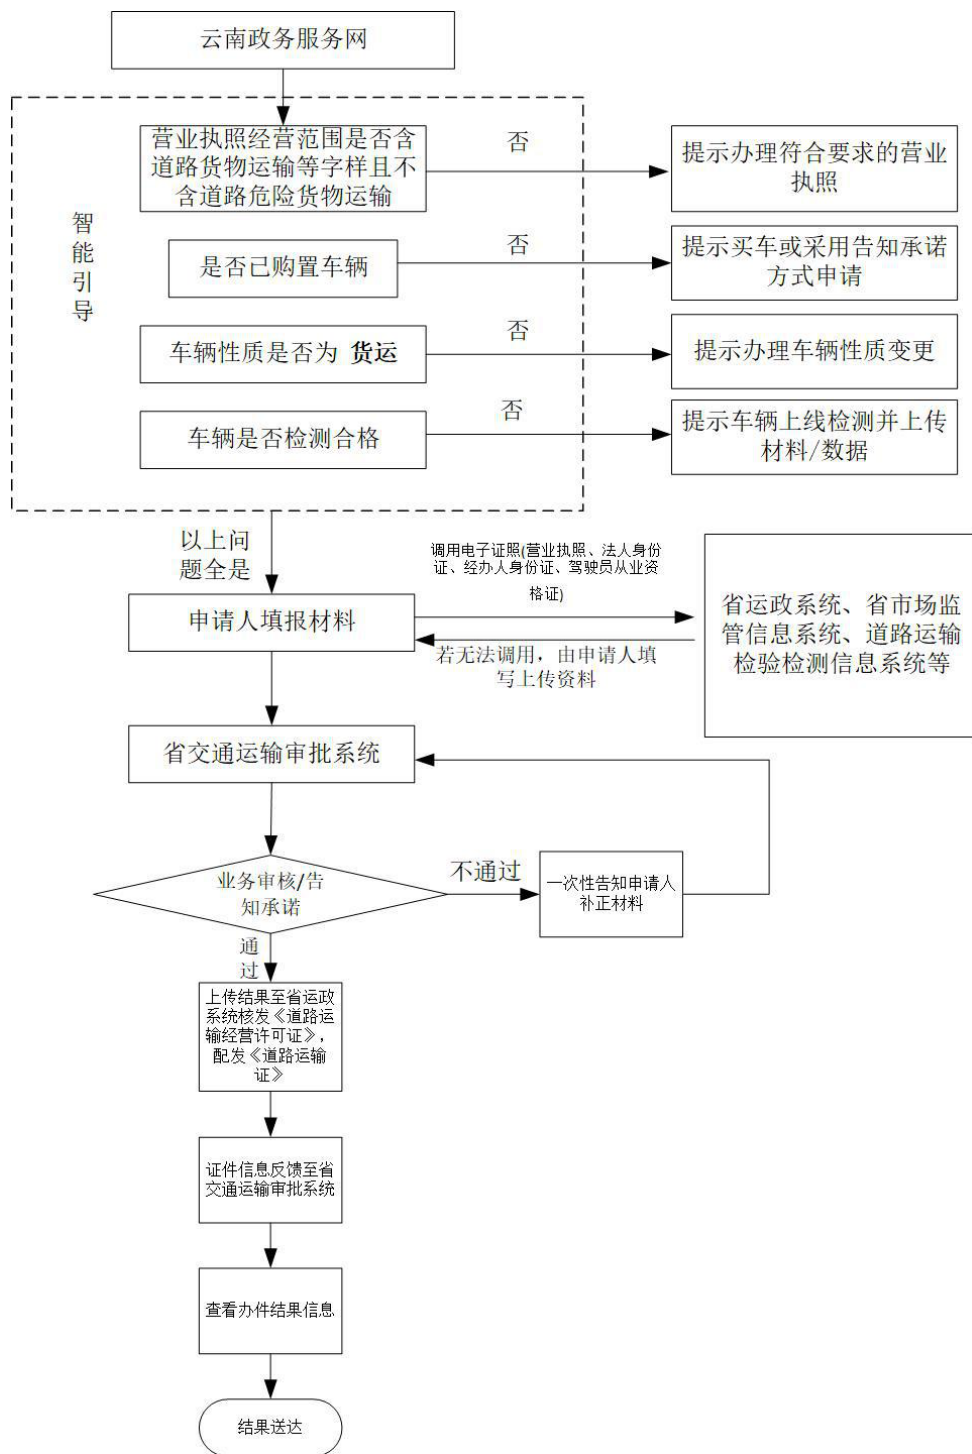 云南政务服务网
营业执照经营范围是否含
道路货物运输等字样且不
含道路危险货物运输
否
提示办理符合要求的营业
执照
智
能
引
导
是否已购置车辆
否
提示买车或采用告知承诺
方式申请
车辆性质是否为 货运
否
提示办理车辆性质变更
车辆是否检测合格
否
提示车辆上线检测并上传
材料/数据
以上问
题全是
调用电子证照(营业执照、法人身份
证、经办人身份证、驾驶员从业资
格证)
申请人填报材料
若无法调用，由申请人填
写上传资料
省运政系统、省市场监
管信息系统、道路运输
检验检测信息系统等
省交通运输审批系统
业务审核/告
知承诺
不通过
一次性告知申请人
补正材料
通
过
上传结果至省运政
系统核发《道路运
输经营许可证》，
配发《道路运输
证》
证件信息反馈至省
交通运输审批系统
查看办件结果信息
结果送达